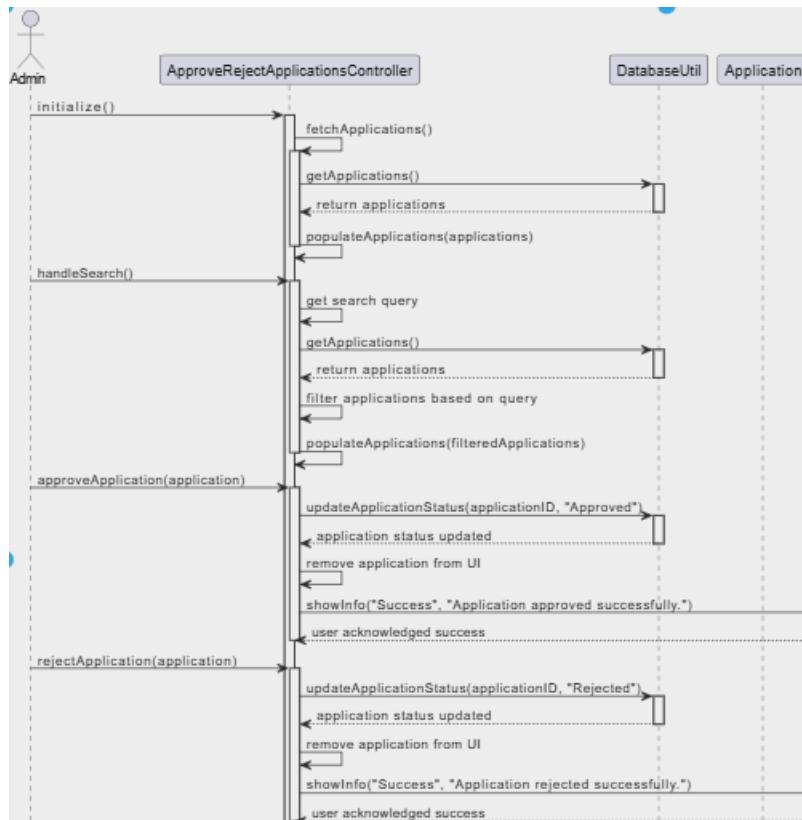 Admin
ApproveRejectApplicationsController
DatabaseUtil
Application
initialize()
fetchApplications()
getApplications()
return applications
populateApplications(applications)
handleSearch()
get search query
getApplications()
return applications
filter applications based on query
populateApplications(filteredApplications)
approveApplication(application)
updateApplicationStatus(applicationID, "Approved")
application status updated
remove application from UI
showInfo("Success", "Application approved successfully.")
user acknowledged success
rejectApplication(application)
updateApplicationStatus(applicationID, "Rejected")
application status updated
remove application from UI
showInfo("Success", "Application rejected successfully.")
user acknowledged success